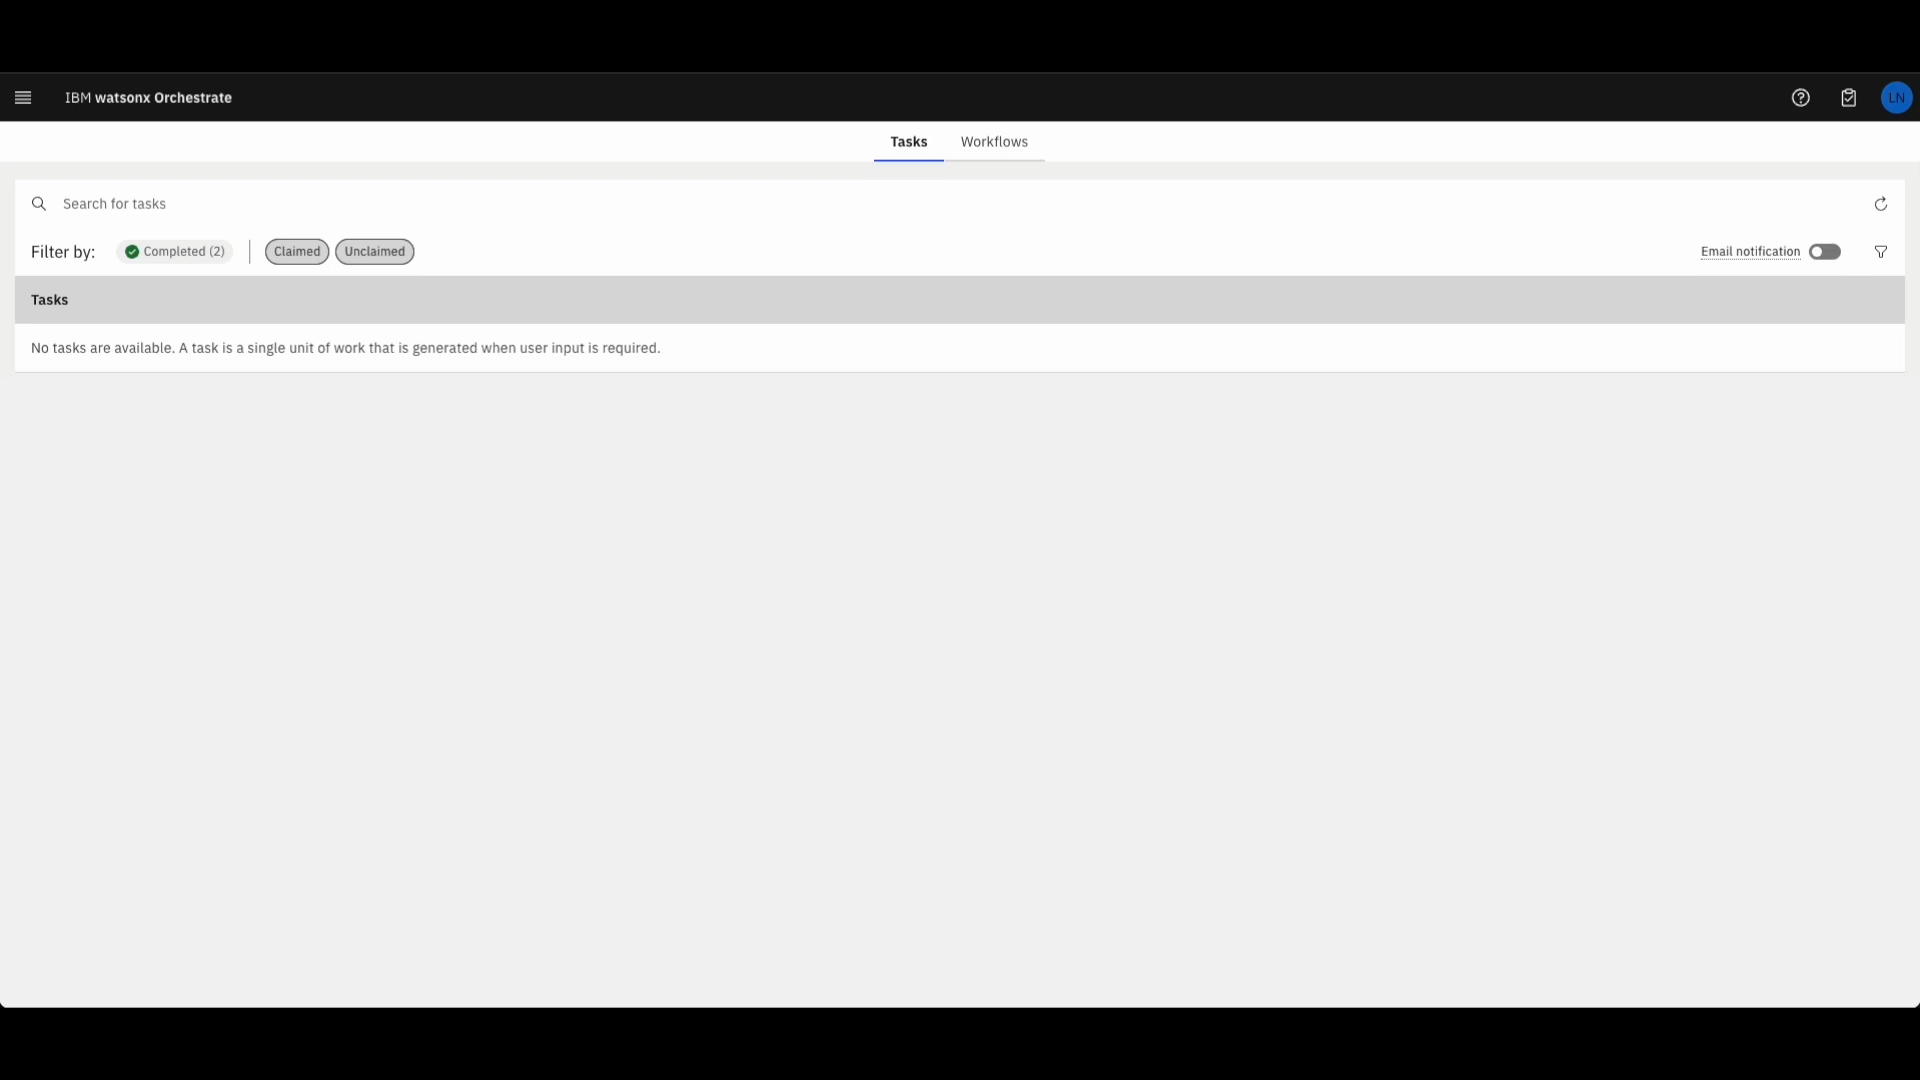 IBM watsonx Orchestrate
LN
Tasks
Workflows
Search for tasks
Filter by:
Completed (2)
Claimed
Unclaimed
Email notification
Tasks
No tasks are available. A task is a single unit of work that is generated when user input is required.